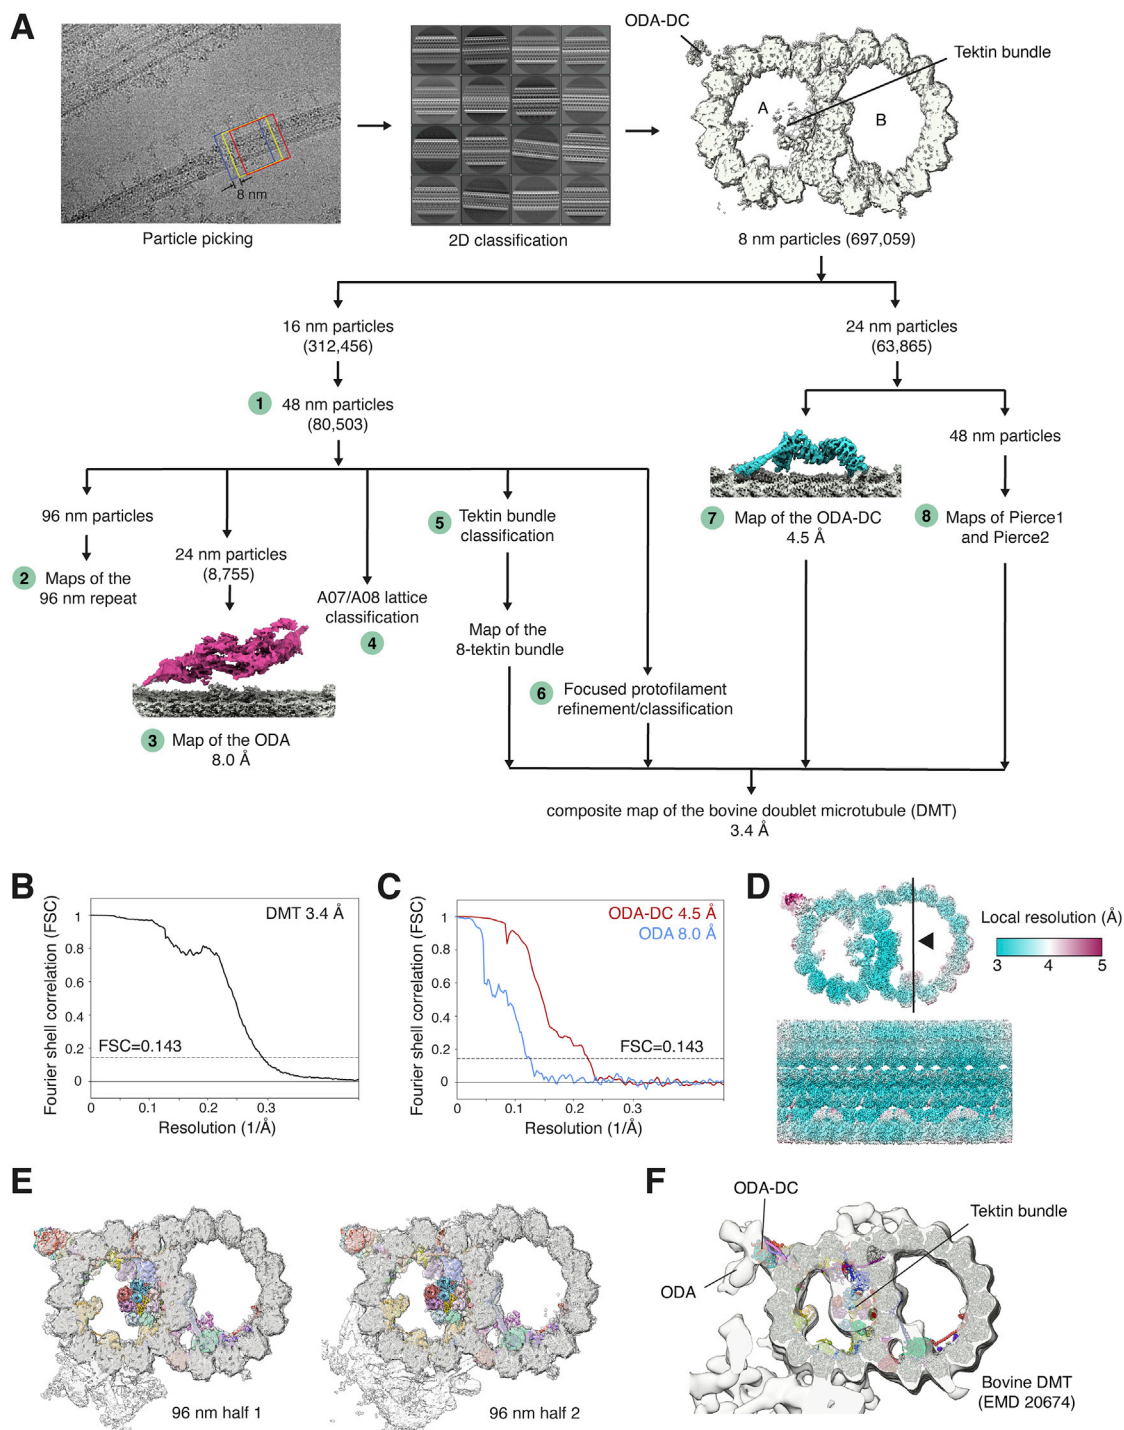 A
ODA-DC
Tektin bundle
A
B
8 nm
Particle picking
2D classification
8 nm particles (697,059)
16 nm particles
(312,456)
24 nm particles
(63,865)
1
48 nm particles
(80,503)
48 nm particles
96 nm particles
5
Tektin bundle
classification
7
Map of the ODA-DC
4.5 Å
8
Maps of Pierce1
and Pierce2
24 nm particles
(8,755)
2
Maps of the
96 nm repeat
A07/A08 lattice
classification
4
Map of the
8-tektin bundle
6
Focused protofilament
refinement/classification
3
Map of the ODA
8.0 Å
composite map of the bovine doublet microtubule (DMT)
3.4 Å
B
Fourier shell correlation (FSC)
DMT 3.4 Å
1
0.8
0.6
0.4
0.2
0
FSC=0.143
0
0.1
0.2
0.3
Resolution (1/Å)
C
Fourier shell correlation (FSC)
ODA-DC 4.5 Å
ODA 8.0 Å
1
0.8
0.6
0.4
0.2
0
FSC=0.143
0
0.1
0.2
0.3
Resolution (1/Å)
D
Local resolution (Å)
3
4
5
E
96 nm half 1
96 nm half 2
F
ODA-DC
Tektin bundle
ODA
Bovine DMT
(EMD 20674)